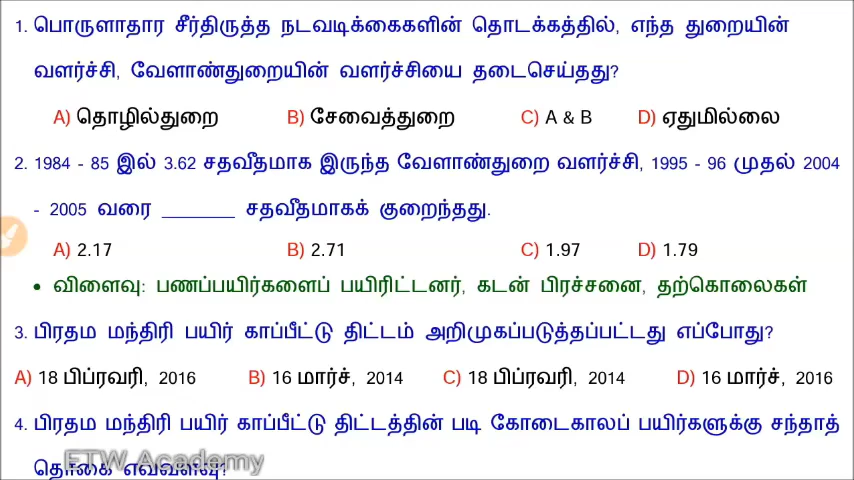 1. பொருளாதார சீர்திருத்த நடவடிக்கைகளின் தொடக்கத்தில், எந்த துறையின்
வளர்ச்சி, வேளாண்துறையின் வளர்ச்சியை தடைசெய்தது?
A) தொழில்துறை B) சேவைத்துறை C) A & B D) ஏதுமில்லை
2. 1984 - 85 இல் 3.62 சதவீதமாக இருந்த வேளாண்துறை வளர்ச்சி, 1995 - 96 முதல் 2004
- 2005 வரை ________ சதவீதமாகக் குறைந்தது.
A) 2.17 B) 2.71 C) 1.97 D) 1.79
• விளைவு: பணப்பயிர்களைப் பயிரிட்டனர், கடன் பிரச்சனை, தற்கொலைகள்
3. பிரதம மந்திரி பயிர் காப்பீட்டு திட்டம் அறிமுகப்படுத்தப்பட்டது எப்போது?
A) 18 பிப்ரவரி, 2016 B) 16 மார்ச், 2014 C) 18 பிப்ரவரி, 2014 D) 16 மார்ச், 2016
4. பிரதம மந்திரி பயிர் காப்பீட்டு திட்டத்தின் படி கோடைகாலப் பயிர்களுக்கு சந்தாத்
தொகை எவ்வளவு?
ETW Academy